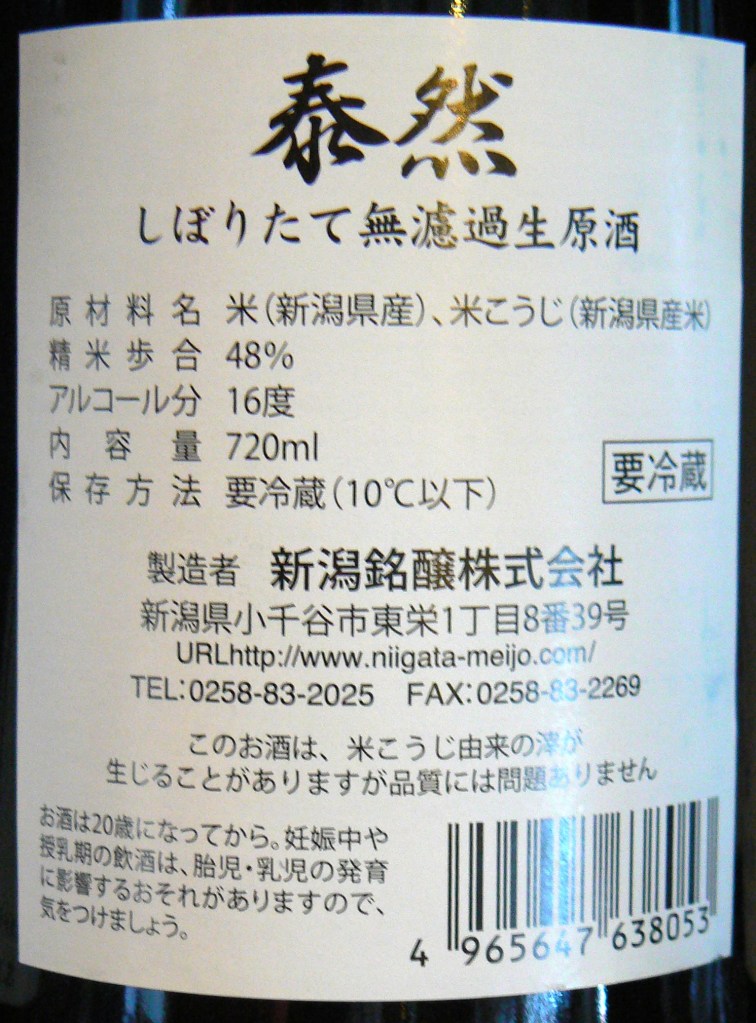 泰然
しぼりたて無濾過生原酒
原材料名 米（新潟県産）、米こうじ（新潟県産米）
精米歩合 48%
アルコール分 16度
内容量 720ml
保存方法 要冷蔵（10℃以下）
要冷蔵
製造者 新潟銘醸株式会社
新潟県小千谷市東栄1丁目8番39号
URLhttp://www.niigata-meijo.com/
TEL:0258-83-2025 FAX:0258-83-2269
このお酒は、米こうじ由来の滓が
生じることがありますが品質には問題ありません
お酒は20歳になってから。妊娠中や
授乳期の飲酒は、胎児・乳児の発育
に影響するおそれがありますので、
気をつけましょう。
4 965647 638053